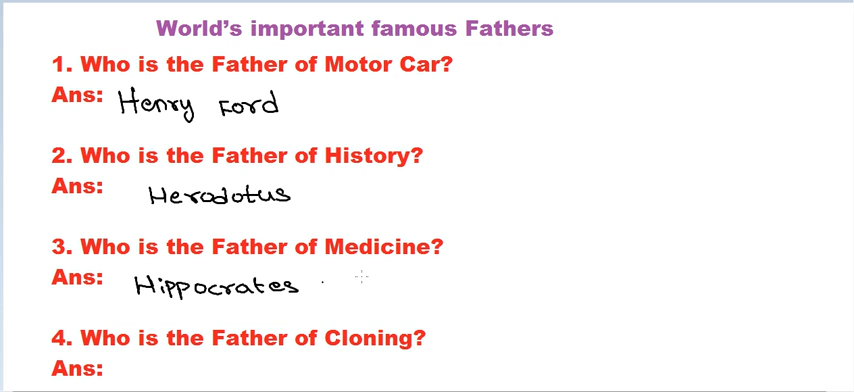 World's important famous Fathers
1. Who is the Father of Motor Car?
Ans: Henry Ford
2. Who is the Father of History?
Ans: Herodotus
3. Who is the Father of Medicine?
Ans: Hippocrates .
4. Who is the Father of Cloning?
Ans: